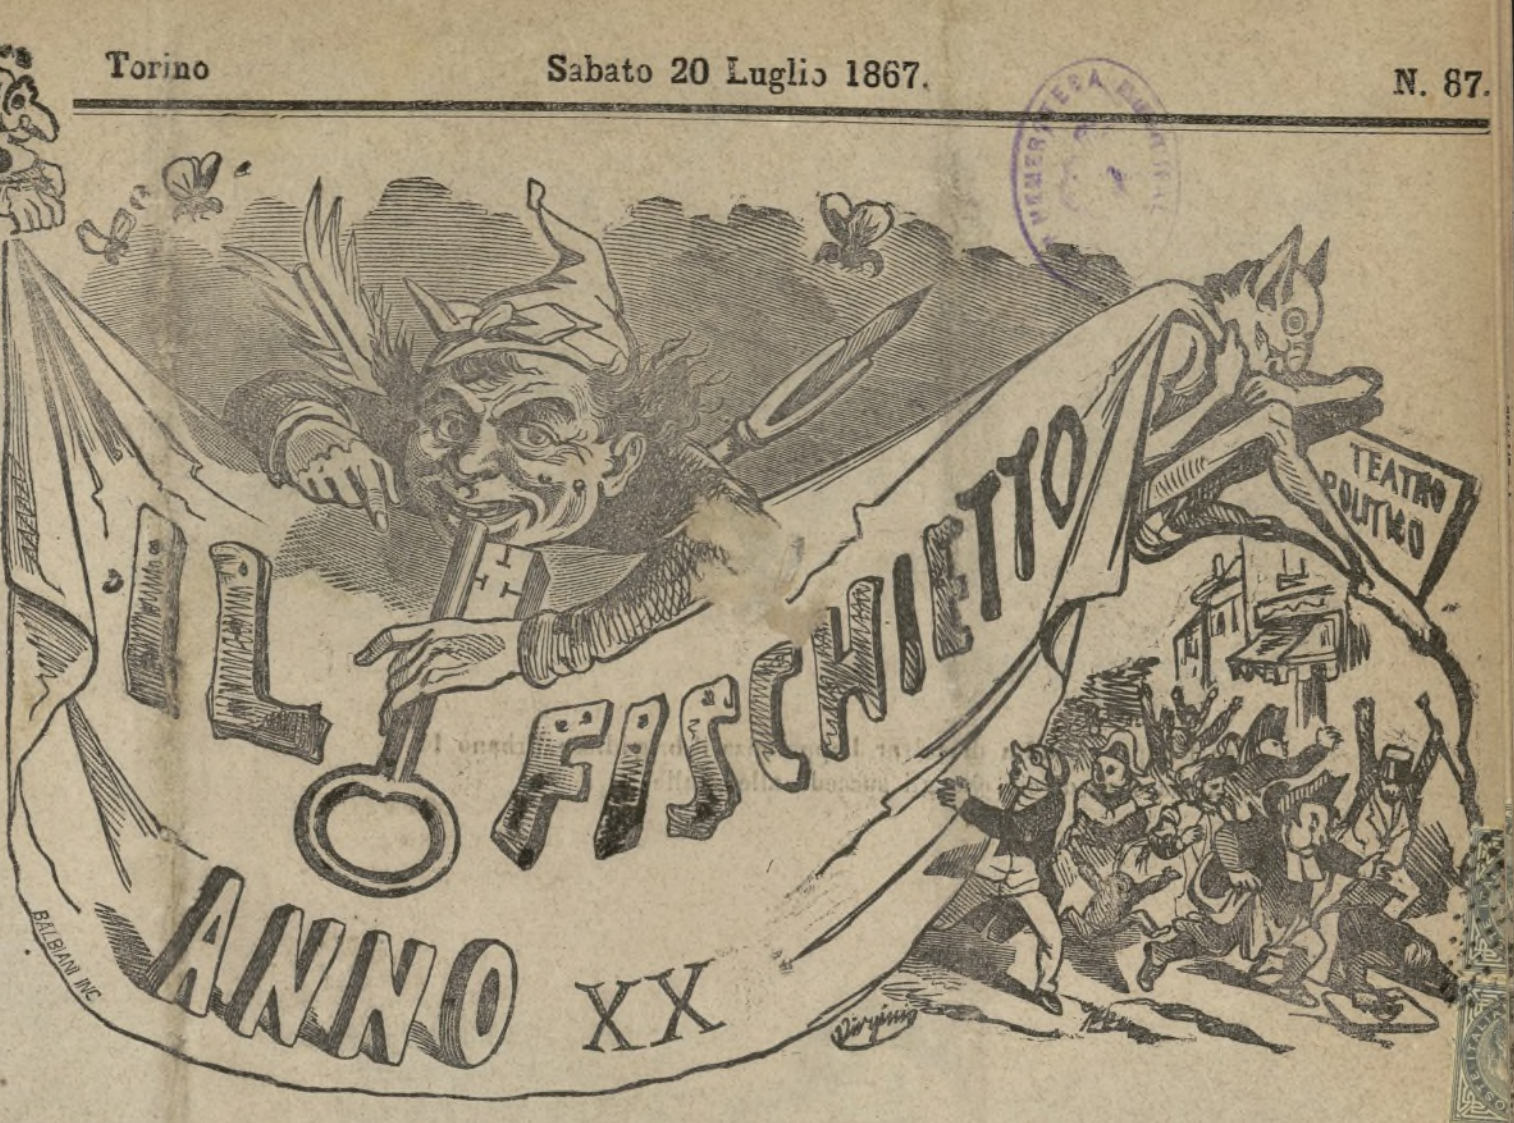 Torino
Sabato 20 Luglio 1867.
N. 87.
IL
FISCHIETTO
ANNO XX
TEATRO
POLITICO
BALBIANI INC